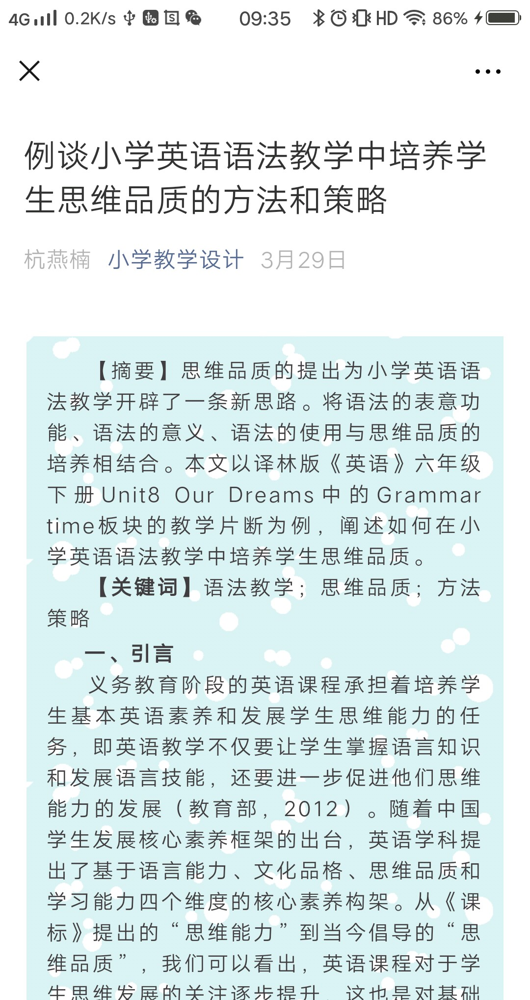 4G 0.2K/s 09:35 HD 86%
例谈小学英语语法教学中培养学
生思维品质的方法和策略
杭燕楠 小学教学设计 3月29日
【摘要】思维品质的提出为小学英语语
法教学开辟了一条新思路。将语法的表意功
能、语法的意义、语法的使用与思维品质的
培养相结合。本文以译林版《英语》六年级
下册Unit8 Our Dreams中的Grammar
time板块的教学片断为例，阐述如何在小
学英语语法教学中培养学生思维品质。
【关键词】语法教学；思维品质；方法
策略
一、引言
义务教育阶段的英语课程承担着培养学
生基本英语素养和发展学生思维能力的任
务，即英语教学不仅要让学生掌握语言知识
和发展语言技能，还要进一步促进他们思维
能力的发展（教育部，2012）。随着中国
学生发展核心素养框架的出台，英语学科提
出了基于语言能力、文化品格、思维品质和
学习能力四个维度的核心素养构架。从《课
标》提出的“思维能力”到当今倡导的“思
维品质”，我们可以看出，英语课程对于学
生思维发展的关注逐步提升，这也是对基础